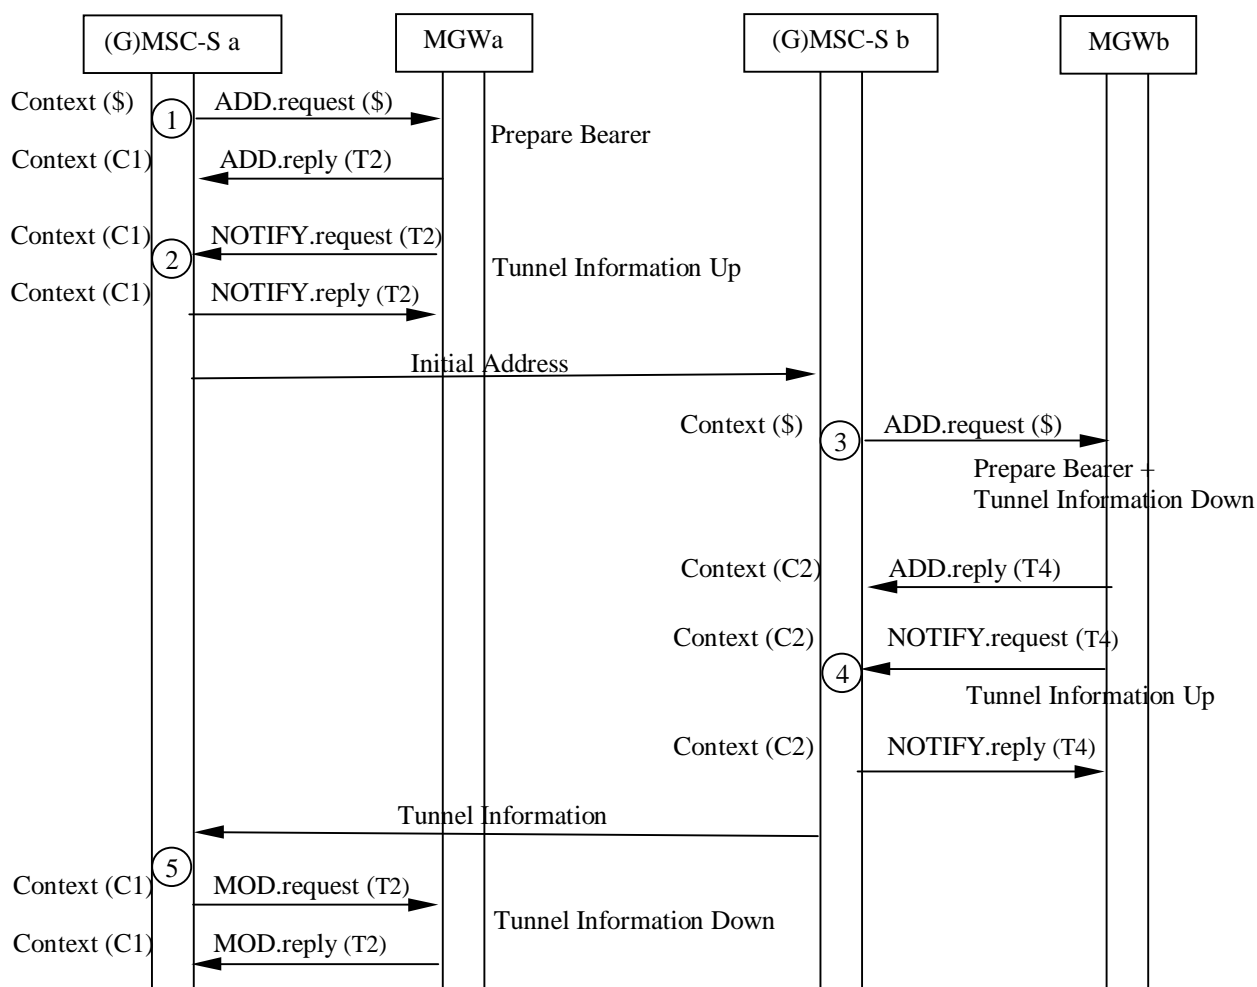 (G)MSC-S a
MGWa
(G)MSC-S b
MGWb
Context ($)
1
ADD.request ($)
Prepare Bearer
Context (C1)
ADD.reply (T2)
Context (C1)
2
NOTIFY.request (T2)
Tunnel Information Up
Context (C1)
NOTIFY.reply (T2)
Initial Address
Context ($)
3
ADD.request ($)
Prepare Bearer +
Tunnel Information Down
Context (C2)
ADD.reply (T4)
Context (C2)
NOTIFY.request (T4)
4
Tunnel Information Up
Context (C2)
NOTIFY.reply (T4)
Tunnel Information
5
Context (C1)
MOD.request (T2)
Tunnel Information Down
Context (C1)
MOD.reply (T2)